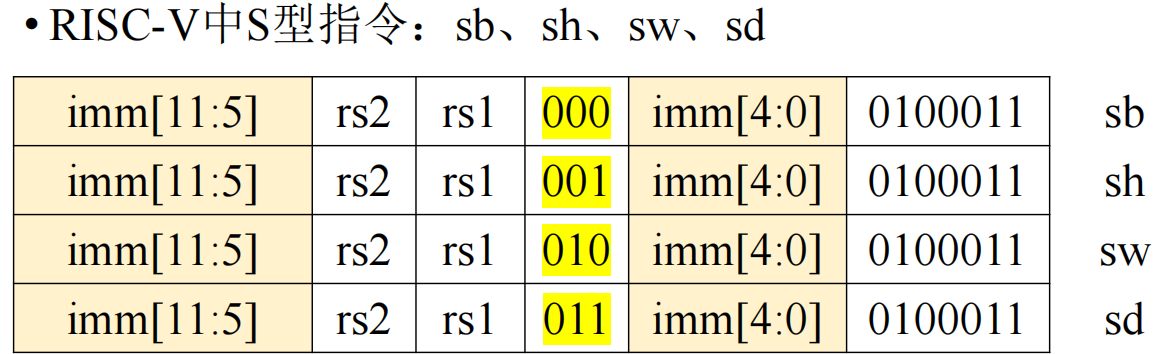 • RISC-V中S型指令：sb、sh、sw、sd
imm[11:5] rs2 rs1 000 imm[4:0] 0100011 sb
imm[11:5] rs2 rs1 001 imm[4:0] 0100011 sh
imm[11:5] rs2 rs1 010 imm[4:0] 0100011 sw
imm[11:5] rs2 rs1 011 imm[4:0] 0100011 sd